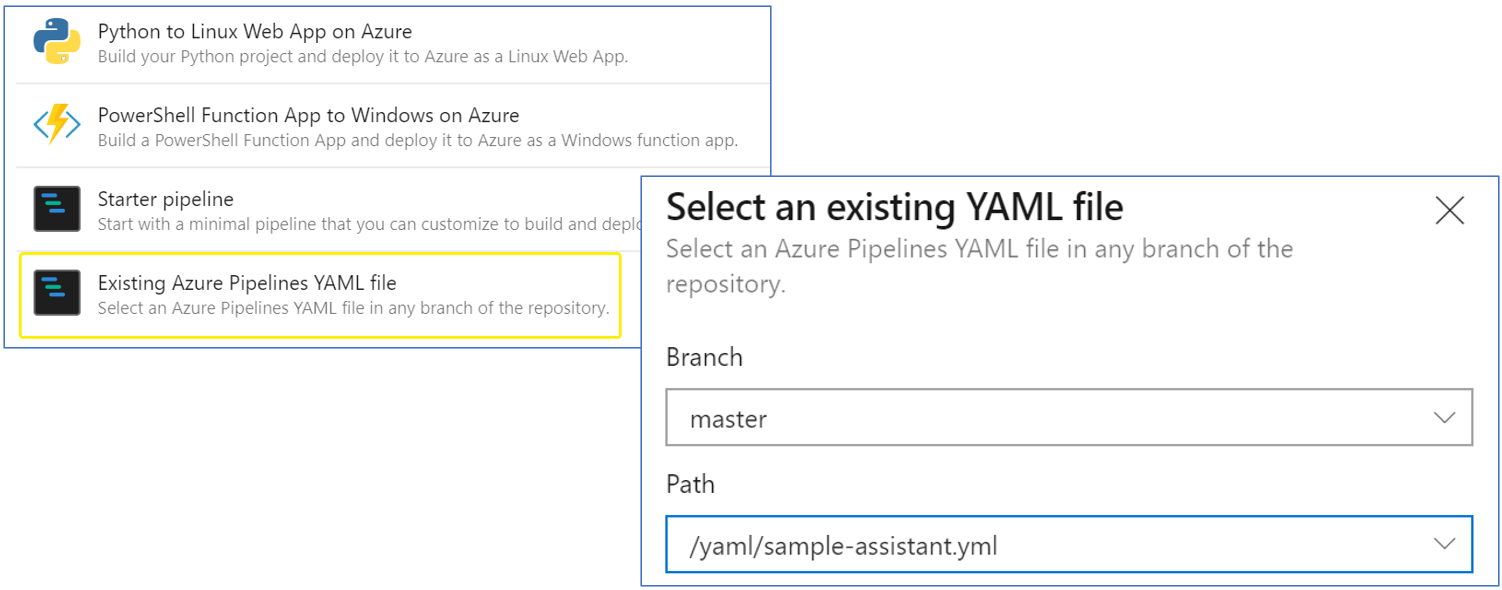 Python to Linux Web App on Azure
Build your Python project and deploy it to Azure as a Linux Web App.
PowerShell Function App to Windows on Azure
Build a PowerShell Function App and deploy it to Azure as a Windows function app.
Starter pipeline
Start with a minimal pipeline that you can customize to build and
Existing Azure Pipelines YAML file
Select an Azure Pipelines YAML file in any branch of the repository.
Select an existing YAML file
Select an Azure Pipelines YAML file in any branch of the
repository.
Branch
master
Path
/yaml/sample-assistant.yml